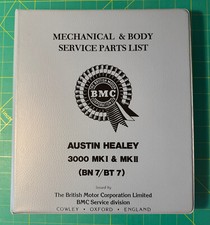 MECHANICAL & BODY
SERVICE PARTS LIST
BMC
AUSTIN HEALEY
3000 MK I & MK II
(BN 7/BT 7)
Issued by
The British Motor Corporation Limited
BMC Service division
COWLEY • OXFORD • ENGLAND